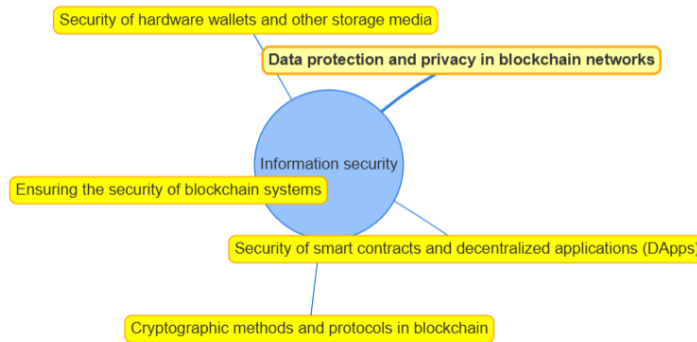 Security of hardware wallets and other storage media
Data protection and privacy in blockchain networks
Information security
Ensuring the security of blockchain systems
Security of smart contracts and decentralized applications (DApps)
Cryptographic methods and protocols in blockchain